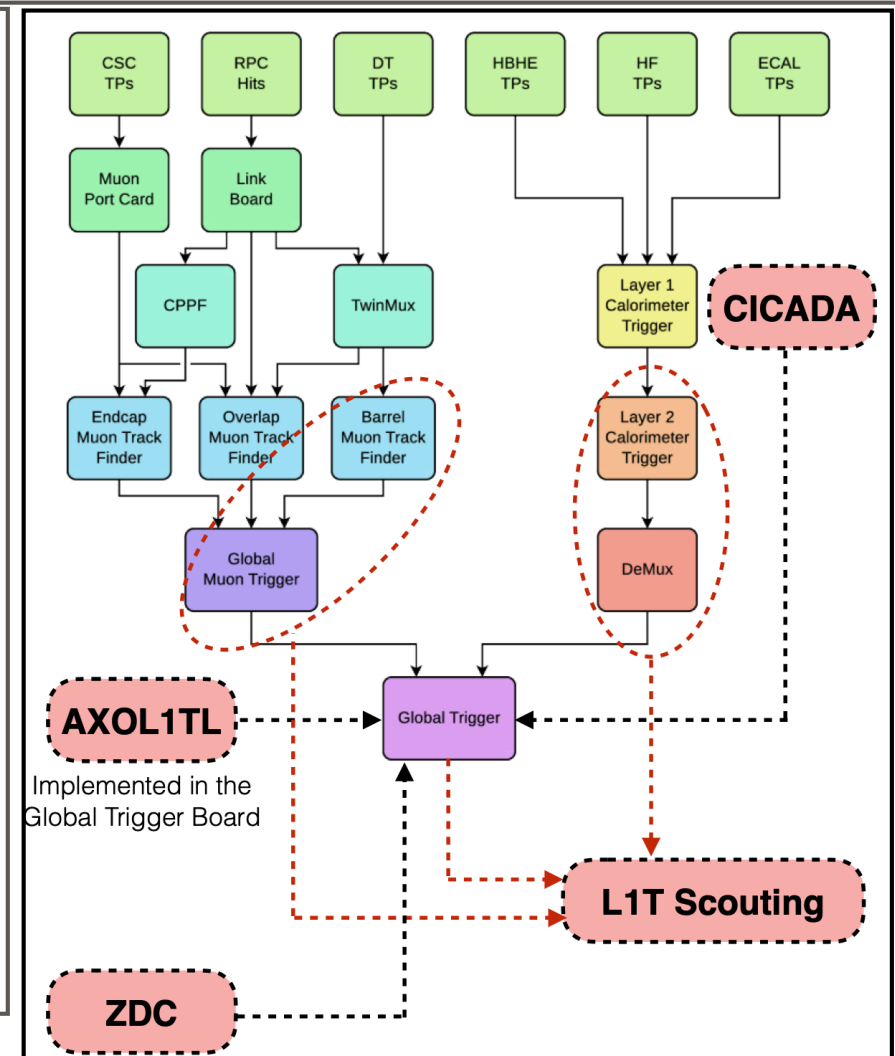 CSC
TPs
RPC
Hits
DT
TPs
HBHE
TPs
HF
TPs
ECAL
TPs
Muon
Port Card
Link
Board
CPPF
TwinMux
Layer 1
Calorimeter
Trigger
CICADA
Endcap
Muon Track
Finder
Overlap
Muon Track
Finder
Barrel
Muon Track
Finder
Layer 2
Calorimeter
Trigger
Global
Muon Trigger
DeMux
AXOL1TL
Global Trigger
Implemented in the
Global Trigger Board
L1T Scouting
ZDC